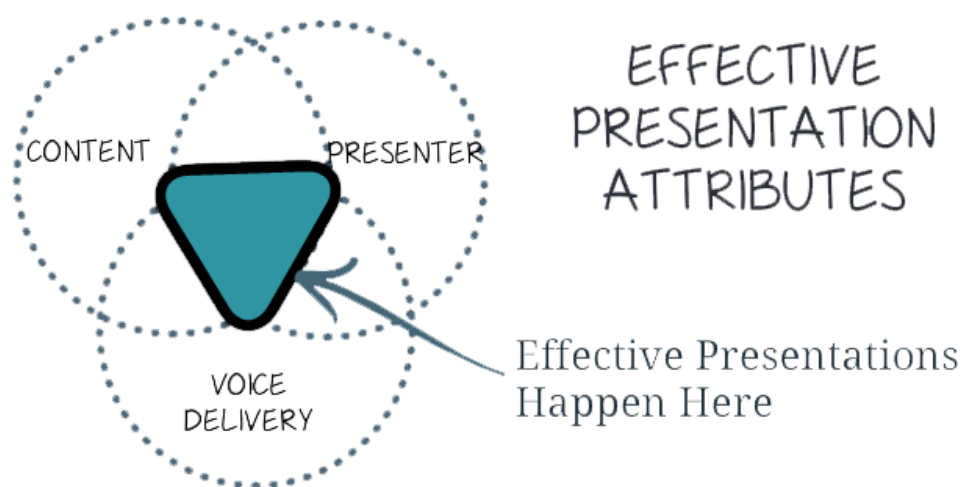 EFFECTIVE
PRESENTATION
ATTRIBUTES
CONTENT
PRESENTER
VOICE
DELIVERY
Effective Presentations
Happen Here